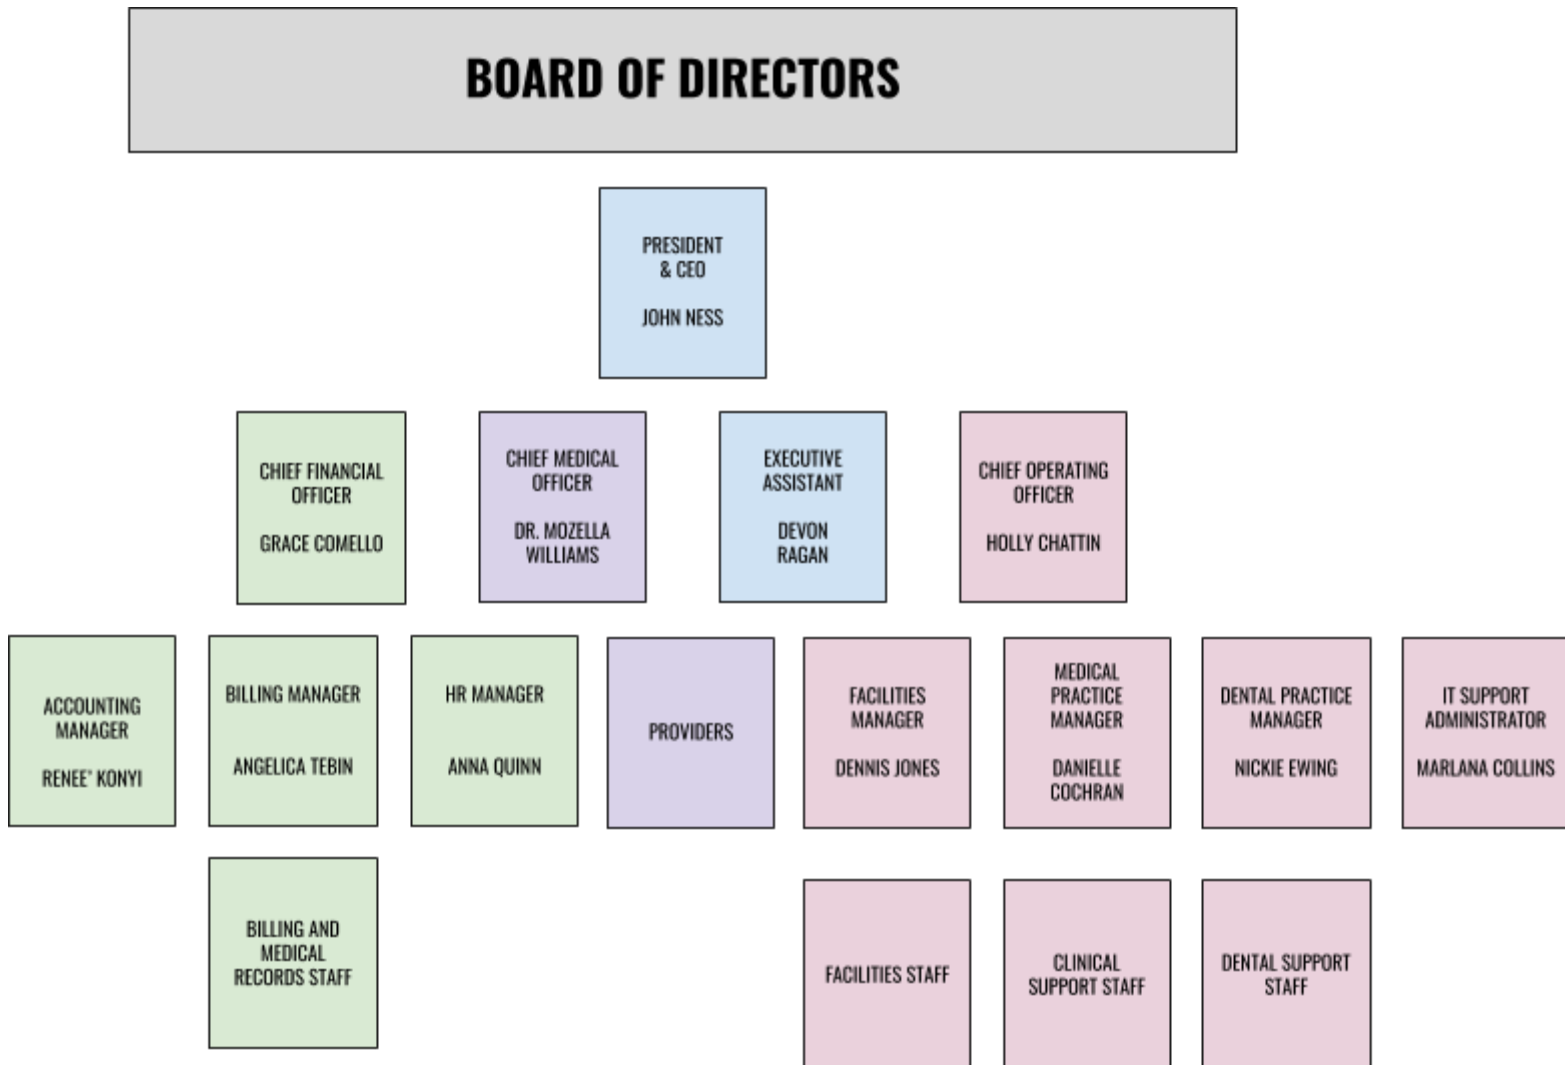 BOARD OF DIRECTORS
PRESIDENT
& CEO
JOHN NESS
CHIEF FINANCIAL
OFFICER
GRACE COMELLO
CHIEF MEDICAL
OFFICER
DR. MOZELLA
WILLIAMS
EXECUTIVE
ASSISTANT
DEVON
RAGAN
CHIEF OPERATING
OFFICER
HOLLY CHATTIN
ACCOUNTING
MANAGER
RENEE' KONYI
BILLING MANAGER
ANGELICA TEBIN
HR MANAGER
ANNA QUINN
PROVIDERS
FACILITIES
MANAGER
DENNIS JONES
MEDICAL
PRACTICE
MANAGER
DANIELLE
COCHRAN
DENTAL PRACTICE
MANAGER
NICKIE EWING
IT SUPPORT
ADMINISTRATOR
MARLANA COLLINS
BILLING AND
MEDICAL
RECORDS STAFF
FACILITIES STAFF
CLINICAL
SUPPORT STAFF
DENTAL SUPPORT
STAFF